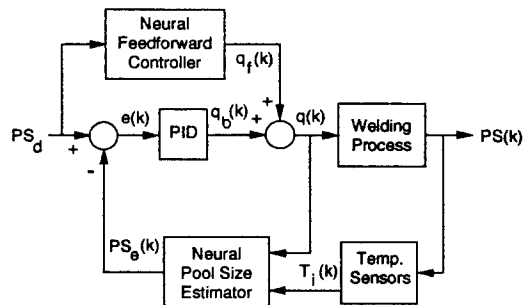 Neural
Feedforward
Controller
q_f(k)
PS_d
+
-
e(k)
PID
q_b(k)
+
+
q(k)
Welding
Process
PS(k)
PS_e(k)
Neural
Pool Size
Estimator
T_i(k)
Temp.
Sensors